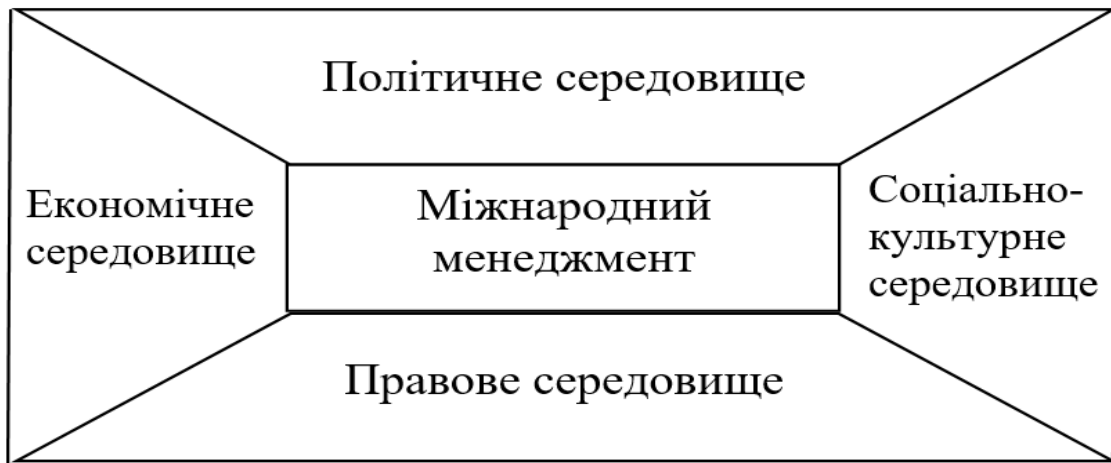 Політичне середовище
Економічне
середовище
Міжнародний
менеджмент
Соціально-
культурне
середовище
Правове середовище